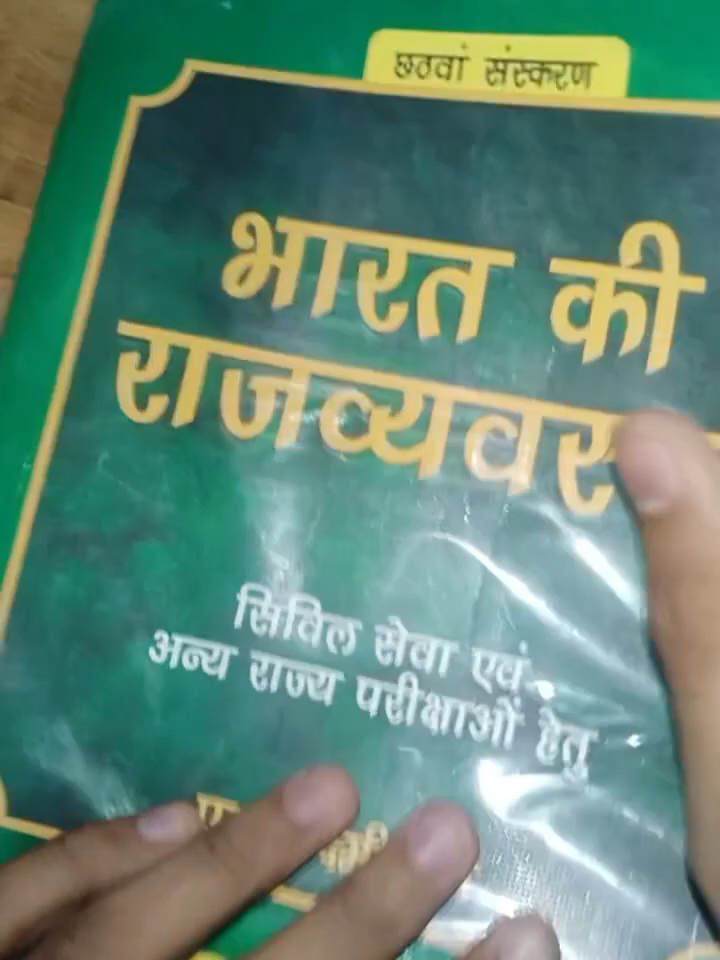 छठवां संस्करण
भारत की
सिविल सेवा एवं
अन्य राज्य परीक्षाओं हेतु